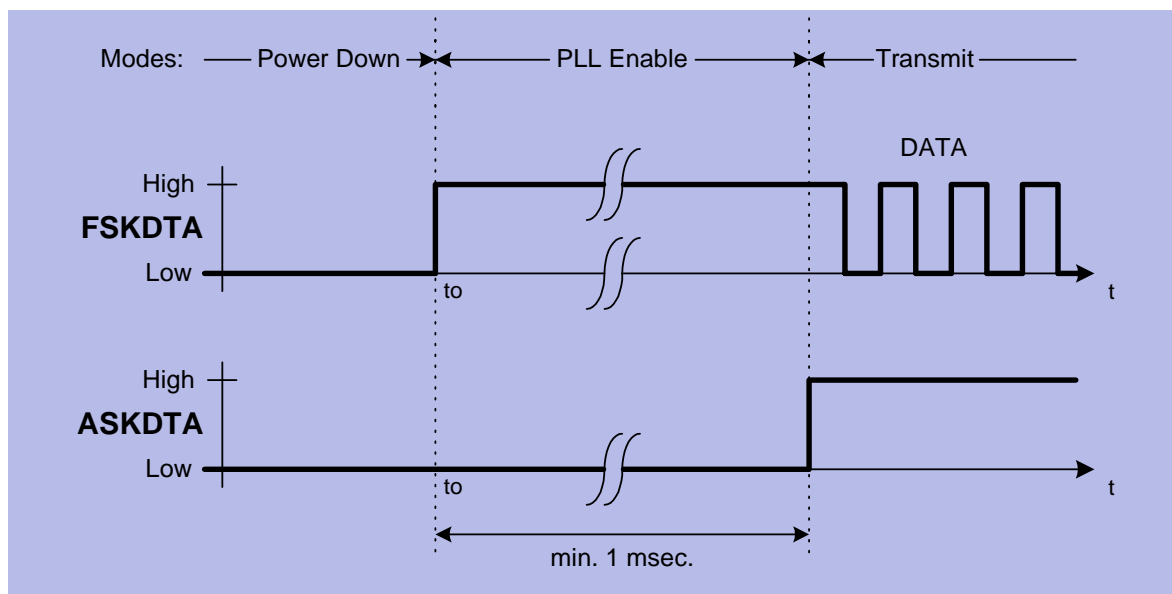 Modes: Power Down PLL Enable Transmit
DATA
High
FSKDTA
Low
to
t
High
ASKDTA
Low
to
t
min. 1 msec.